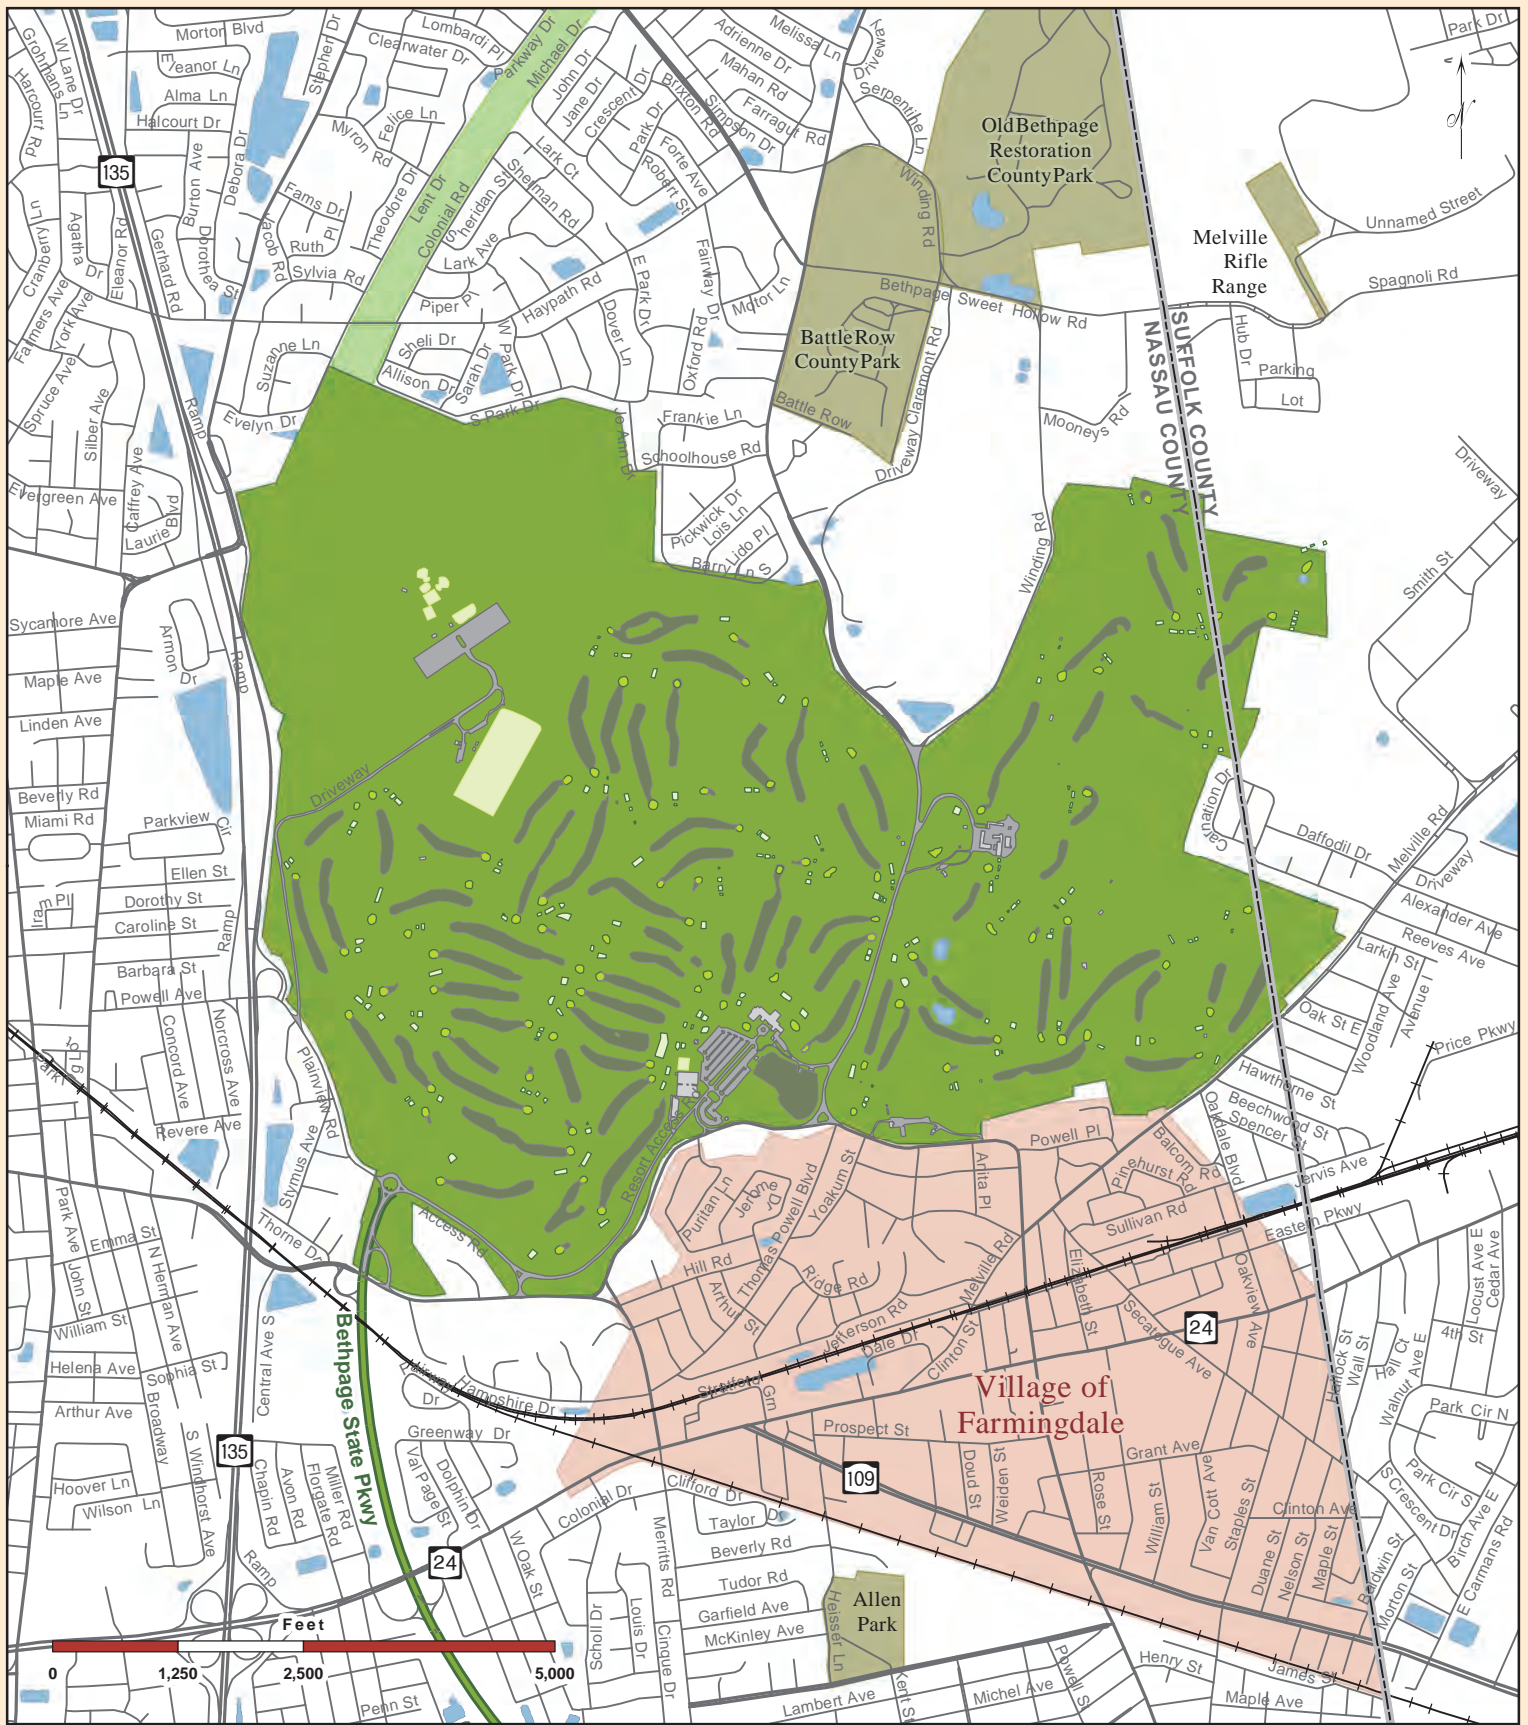 Morton Blvd
Eleanor Ln
Alma Ln
Halcourt Dr
Grohmans Ln
W Lane Dr
Harcourt Rd
Stephen Dr
Lombardi Pl
Clearwater Dr
Felice Ln
Myron Rd
Parkway Dr
Michael Dr
John Dr
Jane Dr
Crescent Dr
Park Dr
Brixton Rd
Simpson Dr
Forte Ave
Robert St
Adrienne Dr
Mahan Rd
Farragut Rd
Melissa Ln
Driveway
Serpentine Ln
Winding Rd
Old Bethpage
Restoration
County Park
Park Dr
N
135
Burton Ave
Debora Dr
Fams Dr
Theodore Dr
Lent Dr
Colonial Rd
Sheridan St
Sherman Rd
Lark Ct
Lark Ave
Cranberry Ln
Agatha Dr
Eleanor Rd
Gerhard Rd
Dorothea St
Jacob Rd
Ruth Pl
Sylvia Rd
Piper Pl
Haypath Rd
E Park Dr
Fairway Dr
Motor Ln
Unnamed Street
Melville
Rifle
Range
Spagnoli Rd
Bethpage Sweet Hollow Rd
Farmers Ave
York Ave
Spruce Ave
Silber Ave
Suzanne Ln
Sheli Dr
Allison Dr
Sarah Dr
W Park Dr
Dover Ln
Oxford Rd
Battle Row
County Park
Battle Row
Driveway Claremont Rd
SUFFOLK COUNTY
NASSAU COUNTY
Hub Dr
Parking
Lot
Mooneys Rd
Evelyn Dr
Ramp
S Park Dr
Jo Ann Dr
Frankie Ln
Schoolhouse Rd
Evergreen Ave
Caffrey Ave
Laurie Blvd
Pickwick Dr
Lois Ln
Lido Pl
Barry Ln S
Winding Rd
Driveway
Smith St
Sycamore Ave
Maple Ave
Linden Ave
Armon Dr
Ramp
Beverly Rd
Miami Rd
Parkview Cir
Driveway
Carnation Dr
Daffodil Dr
Melville Rd
Driveway
Alexander Ave
Reeves Ave
Larkin St
Ellen St
Dorothy St
Caroline St
Iram Pl
Ramp
Barbara St
Powell Ave
Oak St E
Woodland Ave
Avenue I
Price Pkwy
Concord Ave
Norcross Ave
Revere Ave
Plainview Rd
Stymus Ave
Resort Access Rd
Hawthorne St
Beechwood St
Spencer St
Oakdale Blvd
Jervis Ave
Eastern Pkwy
Powell Pl
Balcom Rd
Pinehurst Rd
Sullivan Rd
Arlita Pl
Puritan Ln
Jerome Dr
Thomas Powell Blvd
Yoakum St
Park Ave
Emma St
N Herman Ave
John St
Thorne Dr
Access Rd
Hill Rd
Arthur St
Ridge Rd
Melville Rd
Elizabeth St
Secatogue Ave
Oakview Ave
24
Locust Ave E
Cedar Ave
4th St
William St
Helena Ave
Sophia St
Central Ave S
Bethpage State Pkwy
Fairway Dr
Hampshire Dr
Jefferson Rd
Dale Dr
Clinton St
Stratford Grn
Village of
Farmingdale
Hallock St
Wall St
Hall Ct
Walnut Ave E
Park Cir N
Arthur Ave
Broadway
S Windhorst Ave
Greenway Dr
Val Page St
Dolphin Dr
Prospect St
109
Dond St
Weiden St
Grant Ave
Park Cir S
S Crescent Dr
Birch Ave E
E Carmans Rd
135
Hoover Ln
Wilson Ln
Chapin Rd
Avon Rd
Florgate Rd
Miller Rd
Colonial Dr
Clifford Dr
Taylor Dr
Beverly Rd
Rose St
William St
Van Cott Ave
Staples St
Clinton Ave
Duane St
Nelson St
Maple St
Baldwin St
Morton St
24
Ramp
W Oak St
Merritts Rd
Tudor Rd
Garfield Ave
McKinley Ave
Scholl Dr
Louis Dr
Cinque Dr
Heisser Ln
Allen
Park
Feet
0 1,250 2,500 5,000
Penn St
Lambert Ave
Kent St
Michel Ave
Powell St
Henry St
James St
Maple Ave